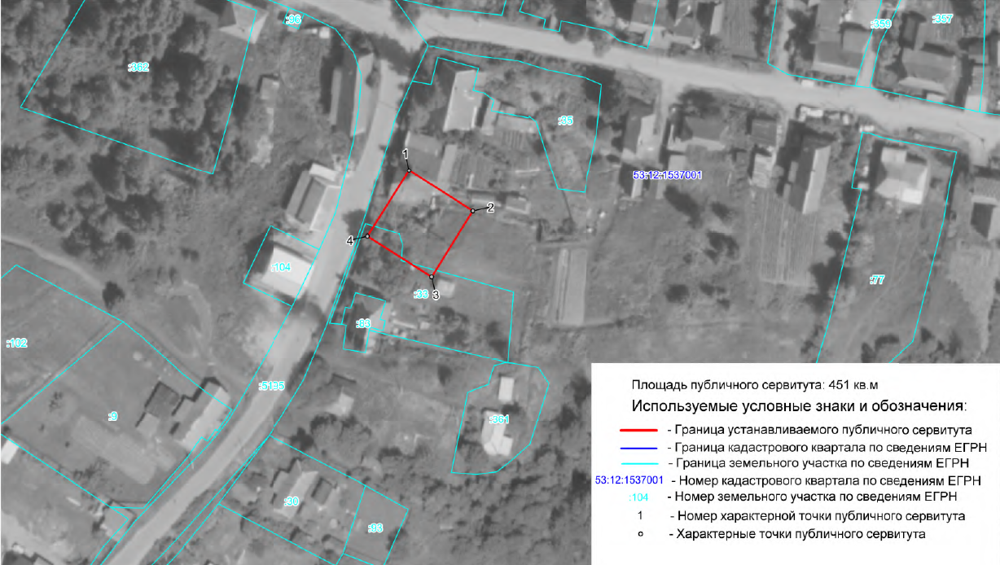 :96
:359
:357
:362
:35
1
53:12:1537001
2
4
:104
:77
:33
3
:83
:102
:5195
:9
:361
:30
:93
Площадь публичного сервитута: 451 кв.м
Используемые условные знаки и обозначения:
- Граница устанавливаемого публичного сервитута
- Граница кадастрового квартала по сведениям ЕГРН
- Граница земельного участка по сведениям ЕГРН
53:12:1537001 - Номер кадастрового квартала по сведениям ЕГРН
:104 - Номер земельного участка по сведениям ЕГРН
1 - Номер характерной точки публичного сервитута
- Характерные точки публичного сервитута